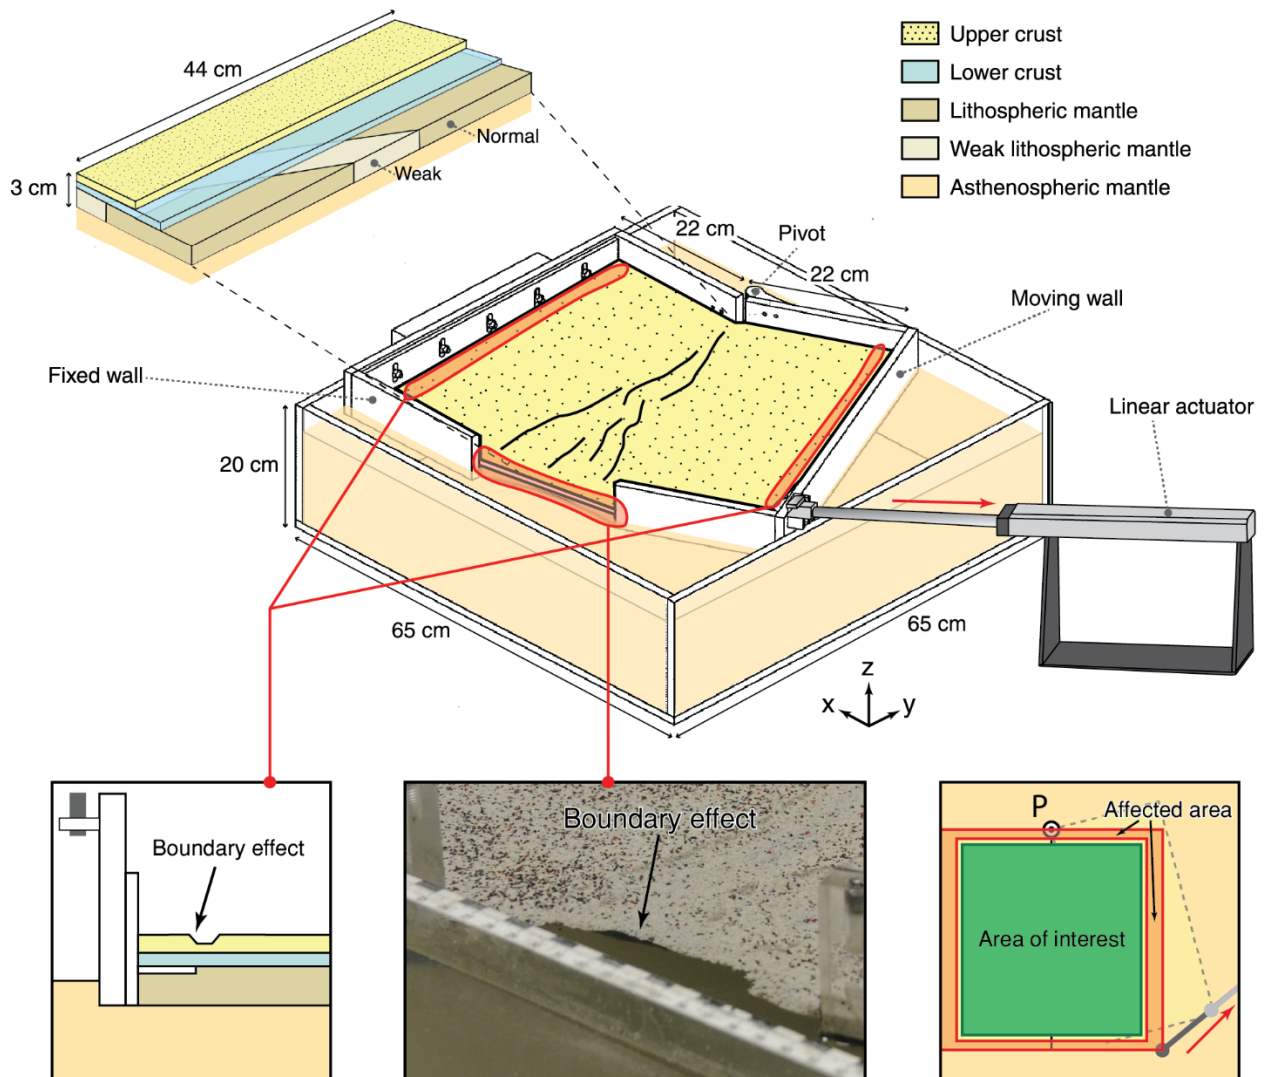 44 cm
3 cm
Normal
Weak
Upper crust
Lower crust
Lithospheric mantle
Weak lithospheric mantle
Asthenospheric mantle
22 cm
Pivot
22 cm
Moving wall
Fixed wall
Linear actuator
20 cm
65 cm
65 cm
z
x
y
Boundary effect
Boundary effect
P
Affected area
Area of interest